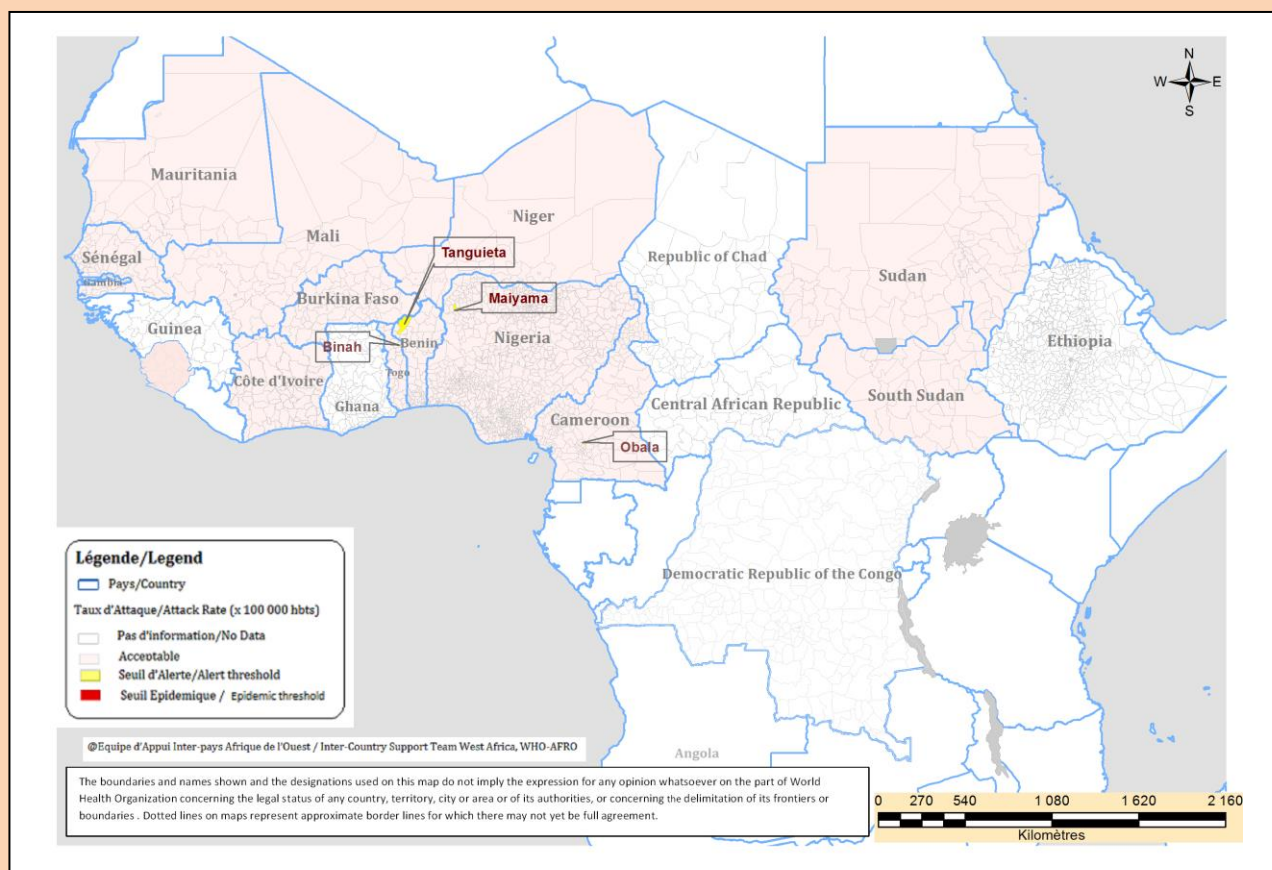 N
W E
S
Mauritania
Mali
Niger
Sénégal
Gambia
Burkina Faso
Tanguieta
Maiyama
Republic of Chad
Sudan
Guinea
Binah
Benin
Nigeria
Ethiopia
Côte d'Ivoire
Togo
Ghana
Cameroon
Central African Republic
South Sudan
Obala
Democratic Republic of the Congo
Angola
Légende/Legend
Pays/Country
Taux d'Attaque/Attack Rate (x 100 000 hbts)
Pas d'information/No Data
Acceptable
Seuil d'Alerte/Alert threshold
Seuil Epidemique / Epidemic threshold
@Equipe d'Appui Inter-pays Afrique de l'Ouest / Inter-Country Support Team West Africa, WHO-AFRO
The boundaries and names shown and the designations used on this map do not imply the expression for any opinion whatsoever on the part of World
Health Organization concerning the legal status of any country, territory, city or area or of its authorities, or concerning the delimitation of its frontiers or
boundaries . Dotted lines on maps represent approximate border lines for which there may not yet be full agreement.
0 270 540 1 080 1 620 2 160
Kilomètres